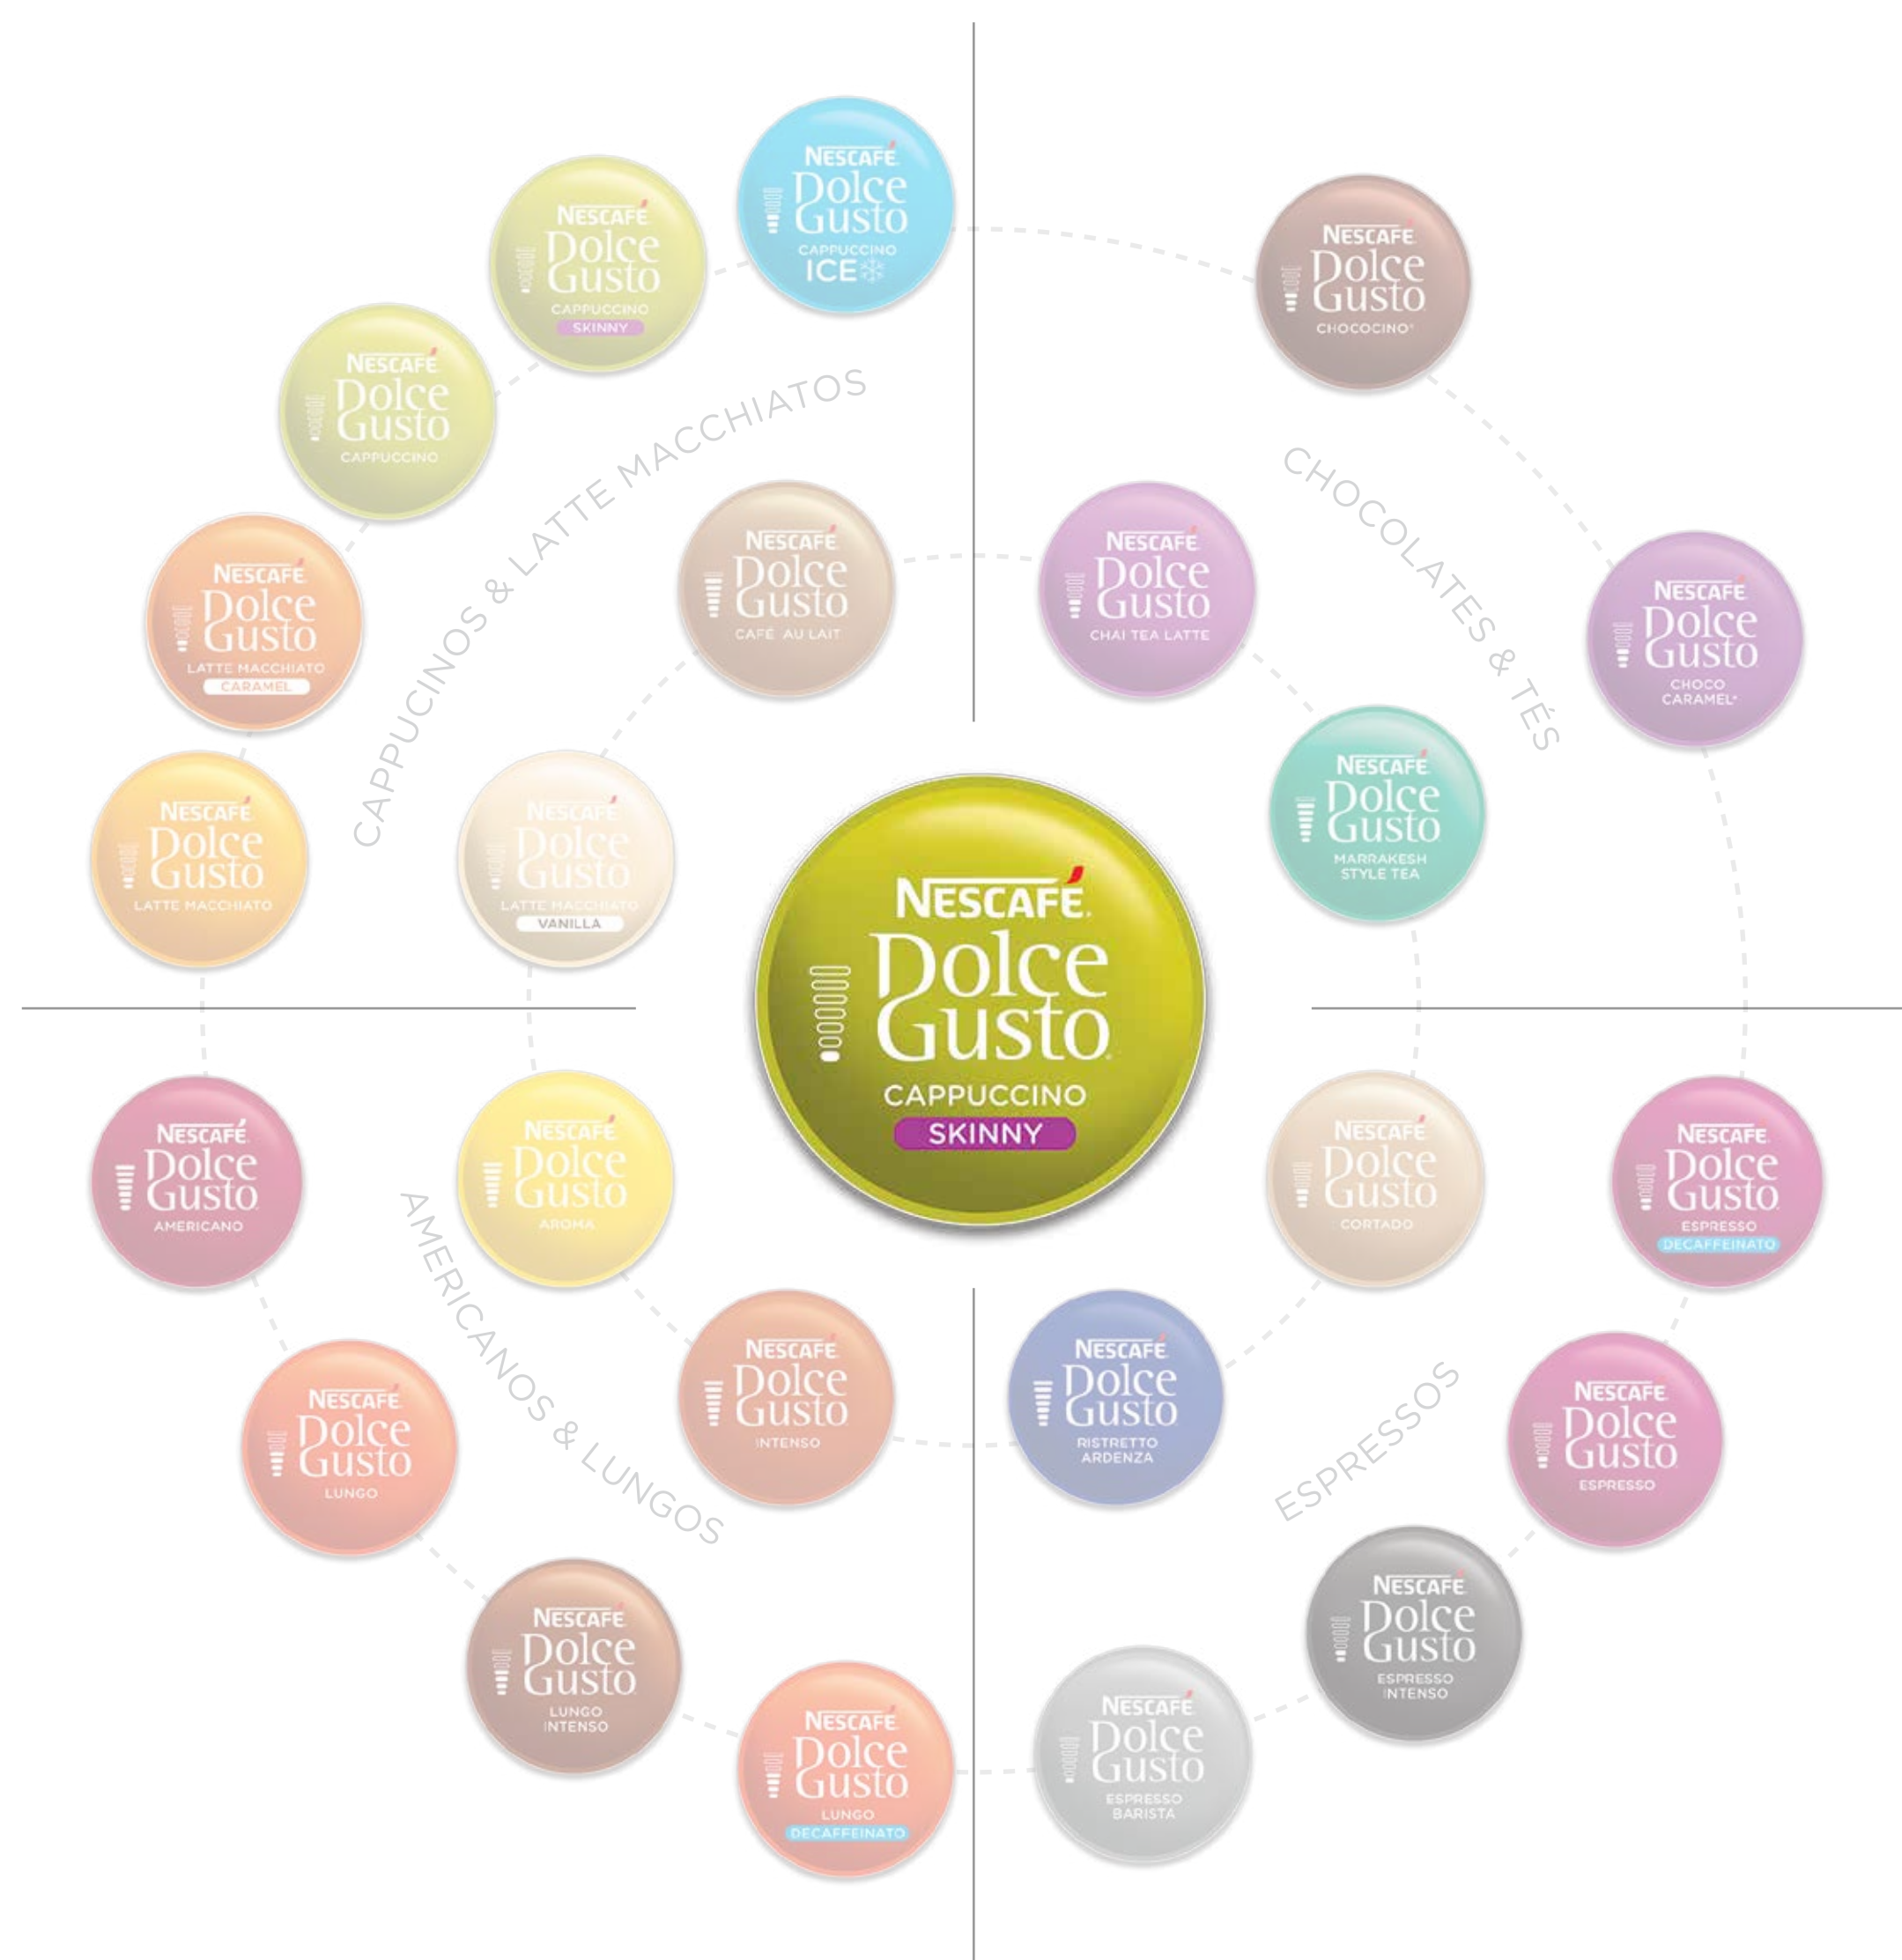 NESCAFÉ
Dolce
Gusto
CAPPUCCINO
ICE
NESCAFÉ
Dolce
Gusto
CAPPUCCINO
SKINNY
NESCAFÉ
Dolce
Gusto
CAPPUCCINO
NESCAFÉ
Dolce
Gusto
LATTE MACCHIATO
CARAMEL
NESCAFÉ
Dolce
Gusto
LATTE MACCHIATO
CAPPUCINOS & LATTE MACCHIATOS
NESCAFÉ
Dolce
Gusto
CAFÉ AU LAIT
NESCAFÉ
Dolce
Gusto
LATTE MACCHIATO
VANILLA
NESCAFÉ
Dolce
Gusto
CHOCOCINO*
CHOCOLATES & TÉS
NESCAFÉ
Dolce
Gusto
CHAI TEA LATTE
NESCAFÉ
Dolce
Gusto
CHOCO
CARAMEL*
NESCAFÉ
Dolce
Gusto
MARRAKESH
STYLE TEA
NESCAFÉ
Dolce
Gusto
CAPPUCCINO
SKINNY
NESCAFÉ
Dolce
Gusto
AMERICANO
NESCAFÉ
Dolce
Gusto
AROMA
AMERICANOS & LUNGOS
NESCAFÉ
Dolce
Gusto
LUNGO
NESCAFÉ
Dolce
Gusto
INTENSO
NESCAFÉ
Dolce
Gusto
LUNGO
INTENSO
NESCAFÉ
Dolce
Gusto
LUNGO
DECAFFEINATO
NESCAFÉ
Dolce
Gusto
CORTADO
NESCAFÉ
Dolce
Gusto
ESPRESSO
DECAFFEINATO
NESCAFÉ
Dolce
Gusto
RISTRETTO
ARDENZA
ESPRESSOS
NESCAFÉ
Dolce
Gusto
ESPRESSO
NESCAFÉ
Dolce
Gusto
ESPRESSO
INTENSO
NESCAFÉ
Dolce
Gusto
ESPRESSO
BARISTA